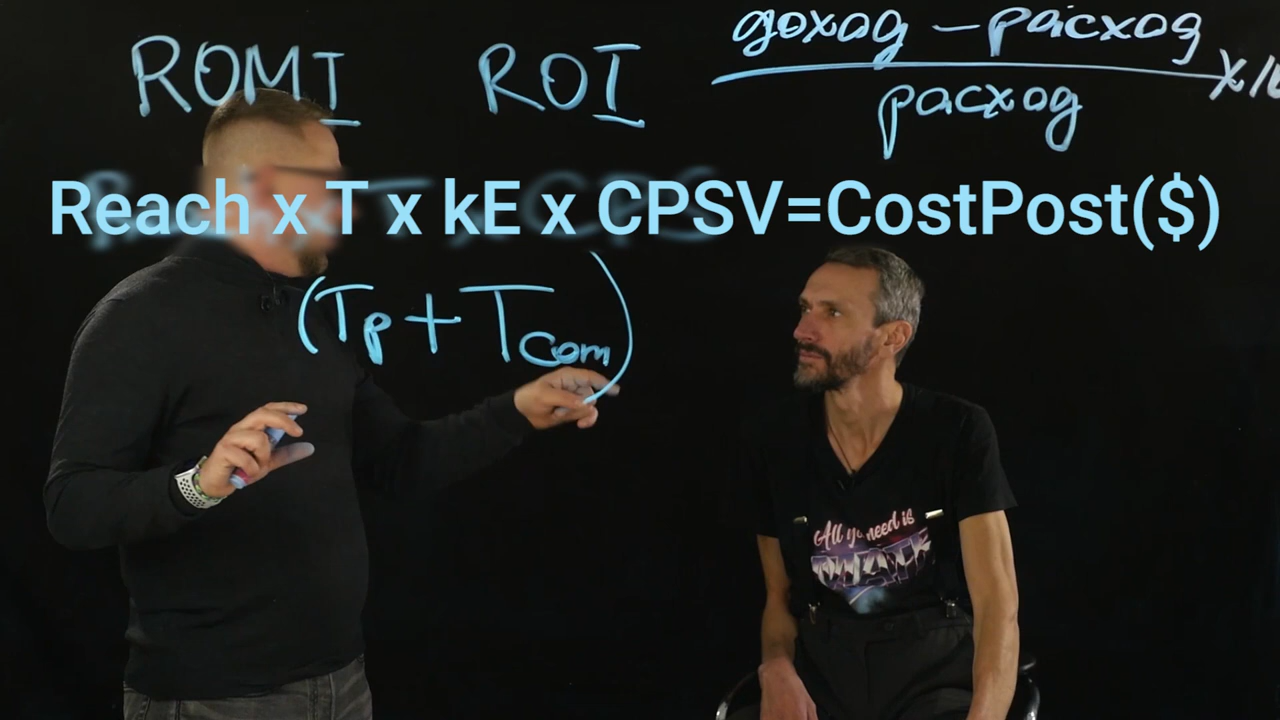 ROMI ROI
доход – расход
расход
Reach x T x kE x CPSV=CostPost($)
(Tp + Tcom)
All you need is